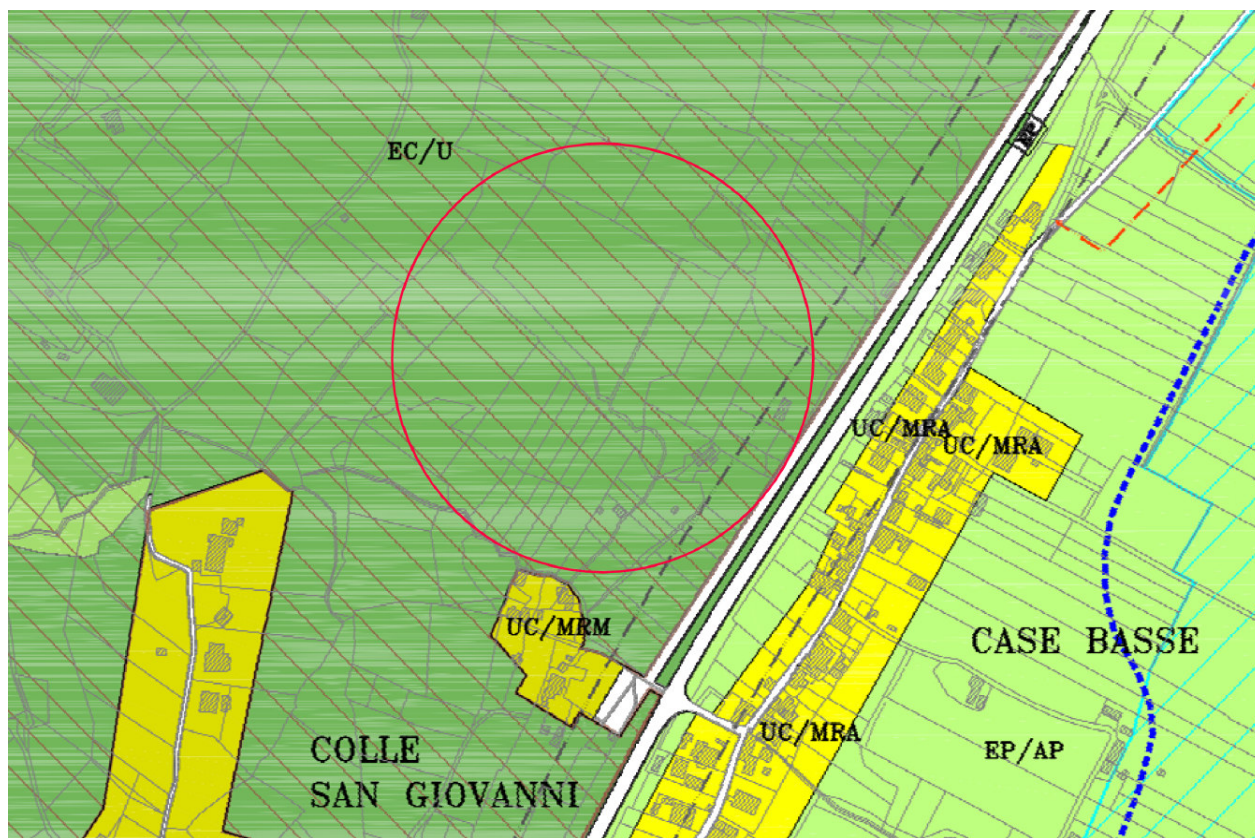 EC/U
UC/MRA
UC/MRA
UC/MRM
CASE BASSE
UC/MRA
EP/AP
COLLE
SAN GIOVANNI